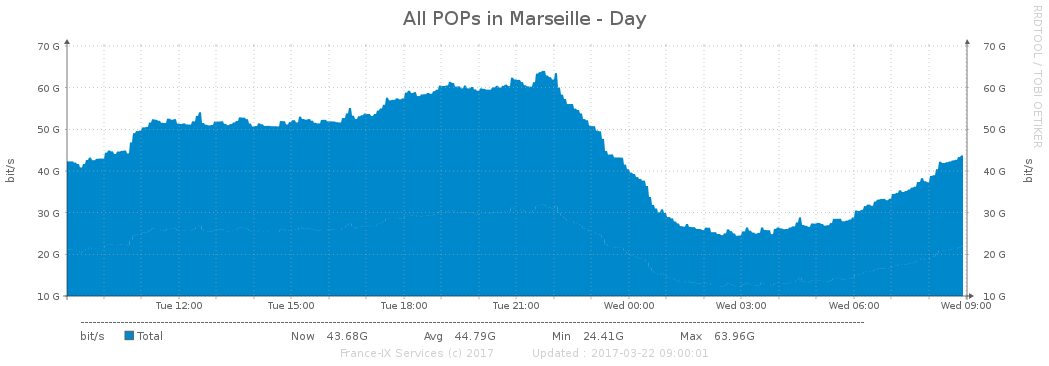 All POPs in Marseille - Day
RRDTOOL / TOBI OETIKER
70 G 70 G
60 G 60 G
50 G 50 G
40 G 40 G
30 G 30 G
20 G 20 G
10 G 10 G
bit/s bit/s
Tue 12:00 Tue 15:00 Tue 18:00 Tue 21:00 Wed 00:00 Wed 03:00 Wed 06:00 Wed 09:00
bit/s Total Now 43.68G Avg 44.79G Min 24.41G Max 63.96G
France-IX Services (c) 2017 Updated : 2017-03-22 09:00:01